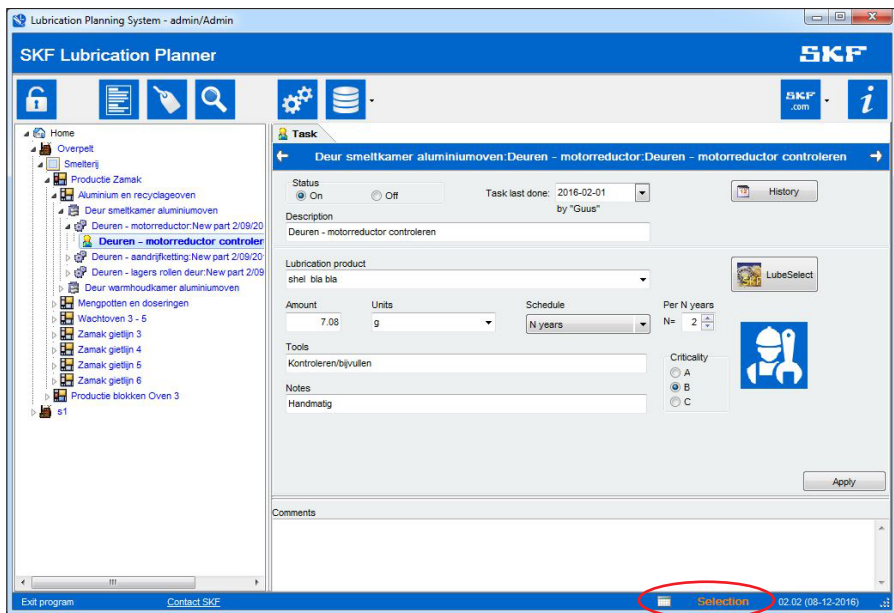 Lubrication Planning System - admin/Admin
SKF Lubrication Planner
SKF
SKF
.com
i
Home
Overpelt
Smelterij
Productie Zamak
Aluminium en recyclageoven
Deur smeltkamer aluminiumoven
Deuren - motorreductor:New part 2/09/20
Deuren - motorreductor controler
Deuren - aandrijfketting:New part 2/09/20
Deuren - lagers rollen deur:New part 2/09
Deur warmhoudkamer aluminiumoven
Mengpotten en doseringen
Wachtoven 3 - 5
Zamak gietlijn 3
Zamak gietlijn 4
Zamak gietlijn 5
Zamak gietlijn 6
Productie blokken Oven 3
s1
Task
Deur smeltkamer aluminiumoven:Deuren - motorreductor:Deuren - motorreductor controleren
Status
On Off
Task last done: 2016-02-01
by "Guus"
History
Description
Deuren - motorreductor controleren
Lubrication product
shel bla bla
LubeSelect
Amount Units Schedule Per N years
7.08 g N years N= 2
Tools
Kontroleren/bijvullen
Criticality
A
B
C
Notes
Handmatig
Apply
Comments
Exit program Contact SKF Selection 02.02 (08-12-2016)